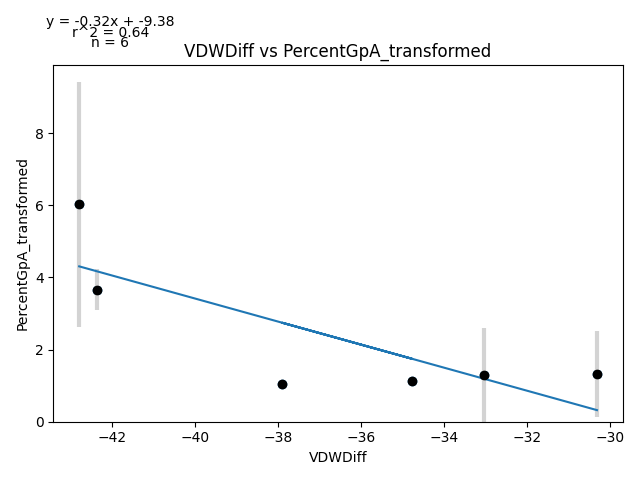 y = -0.32x + -9.38
r^2 = 0.64
n = 6
VDWDiff vs PercentGpA_transformed
PercentGpA_transformed
8
6
4
2
0
−42
−40
−38
−36
−34
−32
−30
VDWDiff